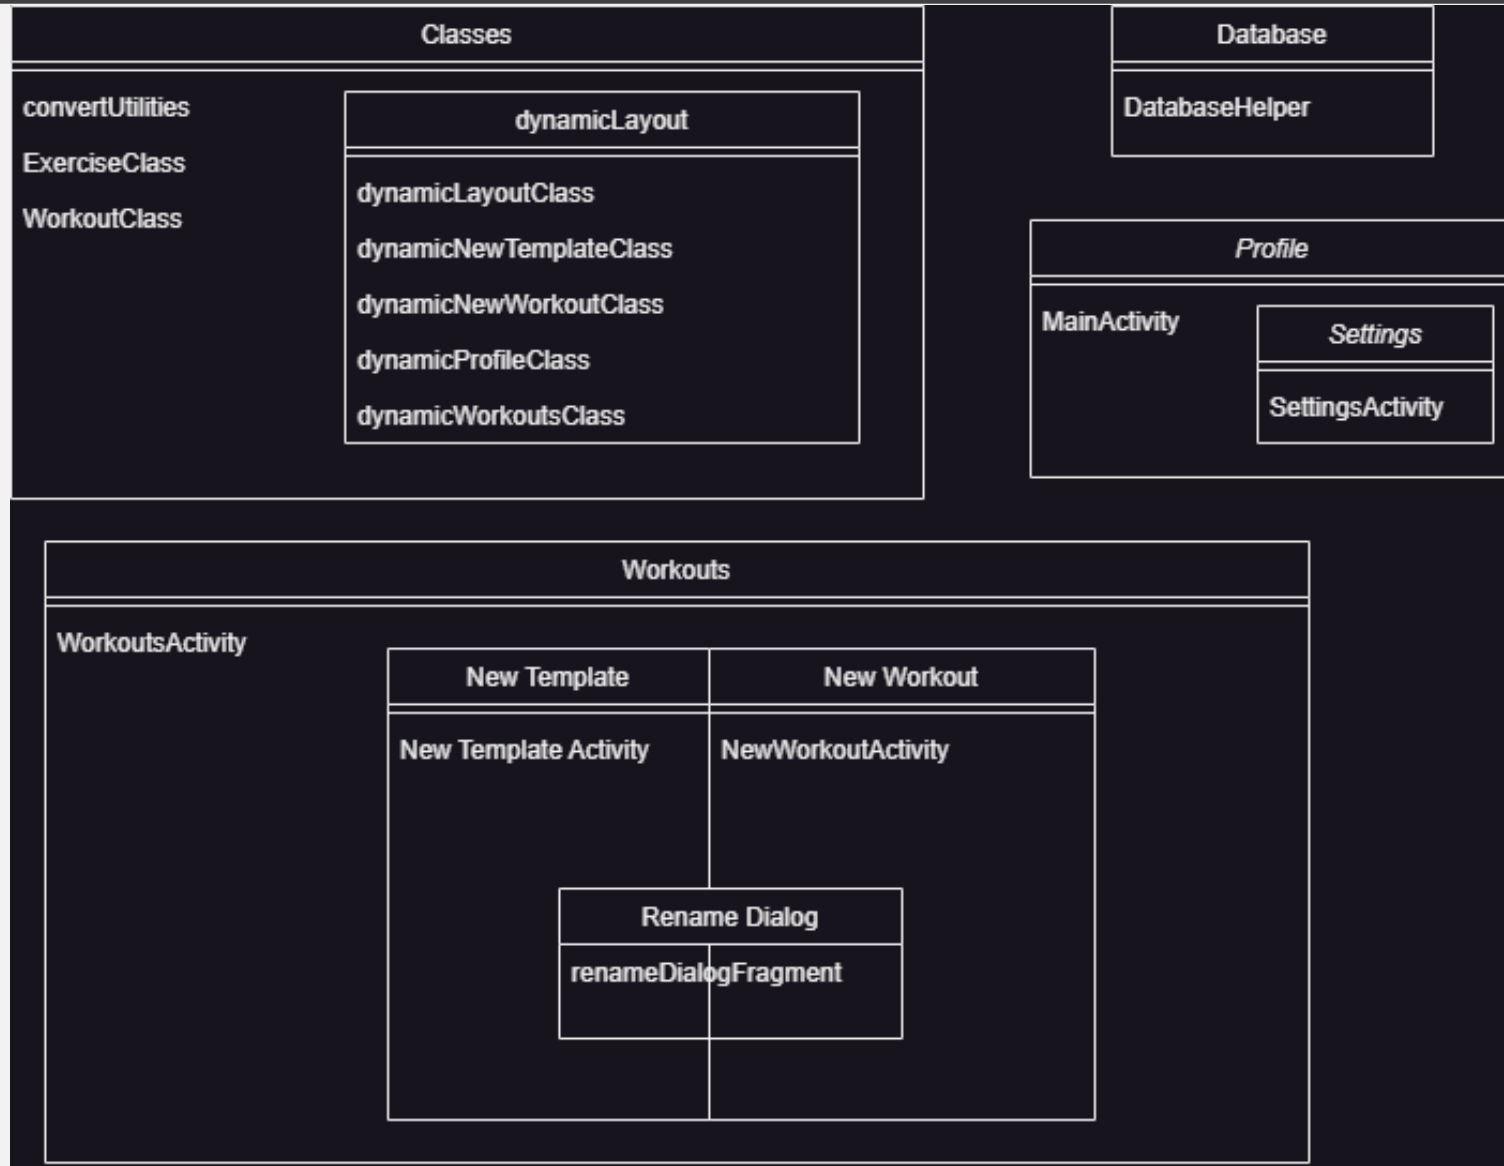 Classes
convertUtilities
ExerciseClass
WorkoutClass
dynamicLayout
dynamicLayoutClass
dynamicNewTemplateClass
dynamicNewWorkoutClass
dynamicProfileClass
dynamicWorkoutsClass
Database
DatabaseHelper
Profile
MainActivity
Settings
SettingsActivity
Workouts
WorkoutsActivity
New Template
New Template Activity
New Workout
NewWorkoutActivity
Rename Dialog
renameDialogFragment